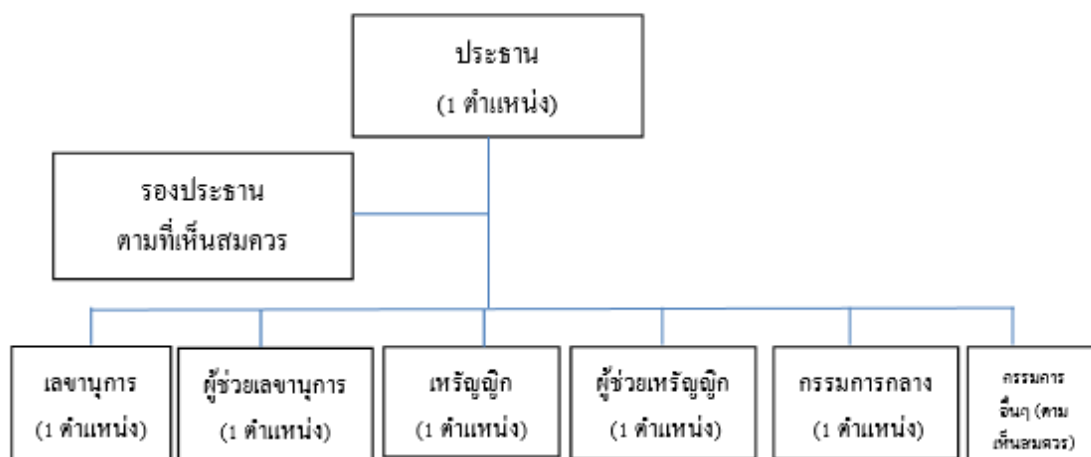 ประธาน
(1 ตำแหน่ง)
รองประธาน
ตามที่เห็นสมควร
เลขานุการ
(1 ตำแหน่ง)
ผู้ช่วยเลขานุการ
(1 ตำแหน่ง)
เหรัญญิก
(1 ตำแหน่ง)
ผู้ช่วยเหรัญญิก
(1 ตำแหน่ง)
กรรมการกลาง
(1 ตำแหน่ง)
กรรมการ
อื่นๆ (ตาม
เห็นสมควร)